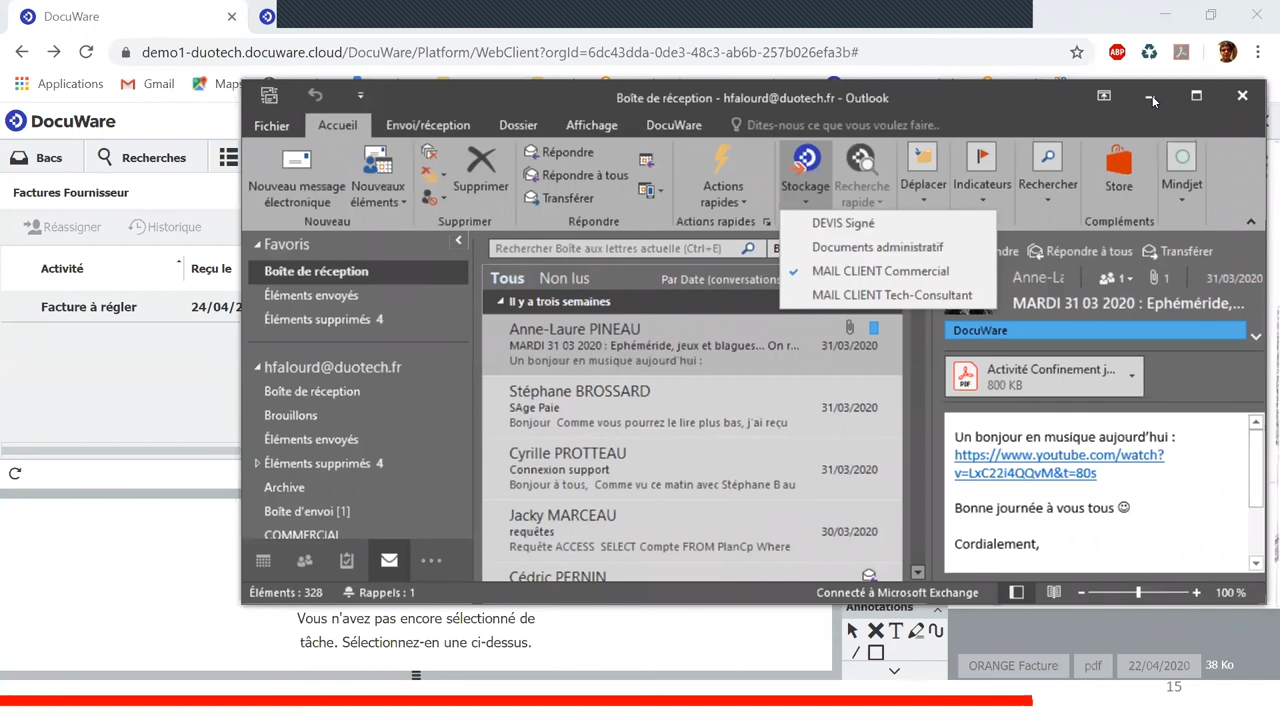 DocuWare
demo1-duotech.docuware.cloud/DocuWare/Platform/WebClient?orgId=6dc43dda-0de3-48c3-ab6b-257b026efa3b#
ABP
Applications
Gmail
Maps
DocuWare
Bacs
Recherches
Factures Fournisseur
Réassigner
Historique
Activité
Reçu le
Facture à régler
24/04/2
Boîte de réception - hfalourd@duotech.fr - Outlook
Fichier
Accueil
Envoi/réception
Dossier
Affichage
DocuWare
Dites-nous ce que vous voulez faire..
Nouveau message
électronique
Nouveaux
éléments
Nouveau
Supprimer
Supprimer
Répondre
Répondre à tous
Transférer
Répondre
Actions
rapides
Actions rapides
Stockage
Recherche
rapide
Déplacer
Indicateurs
Rechercher
Store
Compléments
Mindjet
DEVIS Signé
Documents administratif
MAIL CLIENT Commercial
MAIL CLIENT Tech-Consultant
Favoris
Boîte de réception
Éléments envoyés
Éléments supprimés 4
hfalourd@duotech.fr
Boîte de réception
Brouillons
Éléments envoyés
Éléments supprimés 4
Archive
Boîte d'envoi [1]
COMMERCIAL
Rechercher Boîte aux lettres actuelle (Ctrl+E)
B
Tous
Non lus
Par Date (conversations
Il y a trois semaines
Anne-Laure PINEAU
MARDI 31 03 2020 : Ephéméride, jeux et blagues... On r...
31/03/2020
Un bonjour en musique aujourd'hui :
Stéphane BROSSARD
SAge Paie
31/03/2020
Bonjour Comme vous pourrez le lire plus bas, j'ai reçu
Cyrille PROTTEAU
Connexion support
31/03/2020
Bonjour à tous, Comme vu ce matin avec Stéphane B au
Jacky MARCEAU
requêtes
30/03/2020
Requête ACCESS SELECT Compte FROM PlanCp Where
Cédric PERNIN
ndre
Répondre à tous
Transférer
Anne-La
1
1
31/03/2020
MARDI 31 03 2020 : Ephéméride,
DocuWare
PDF
Activité Confinement j...
800 KB
Un bonjour en musique aujourd'hui :
https://www.youtube.com/watch?
v=LxC22i4QQvM&t=80s
Bonne journée à vous tous ☺
Cordialement,
Éléments : 328
Rappels : 1
Connecté à Microsoft Exchange
100 %
Vous n'avez pas encore sélectionné de
tâche. Sélectionnez-en une ci-dessus.
Annotations
T
ORANGE Facture
pdf
22/04/2020
38 Ko
15